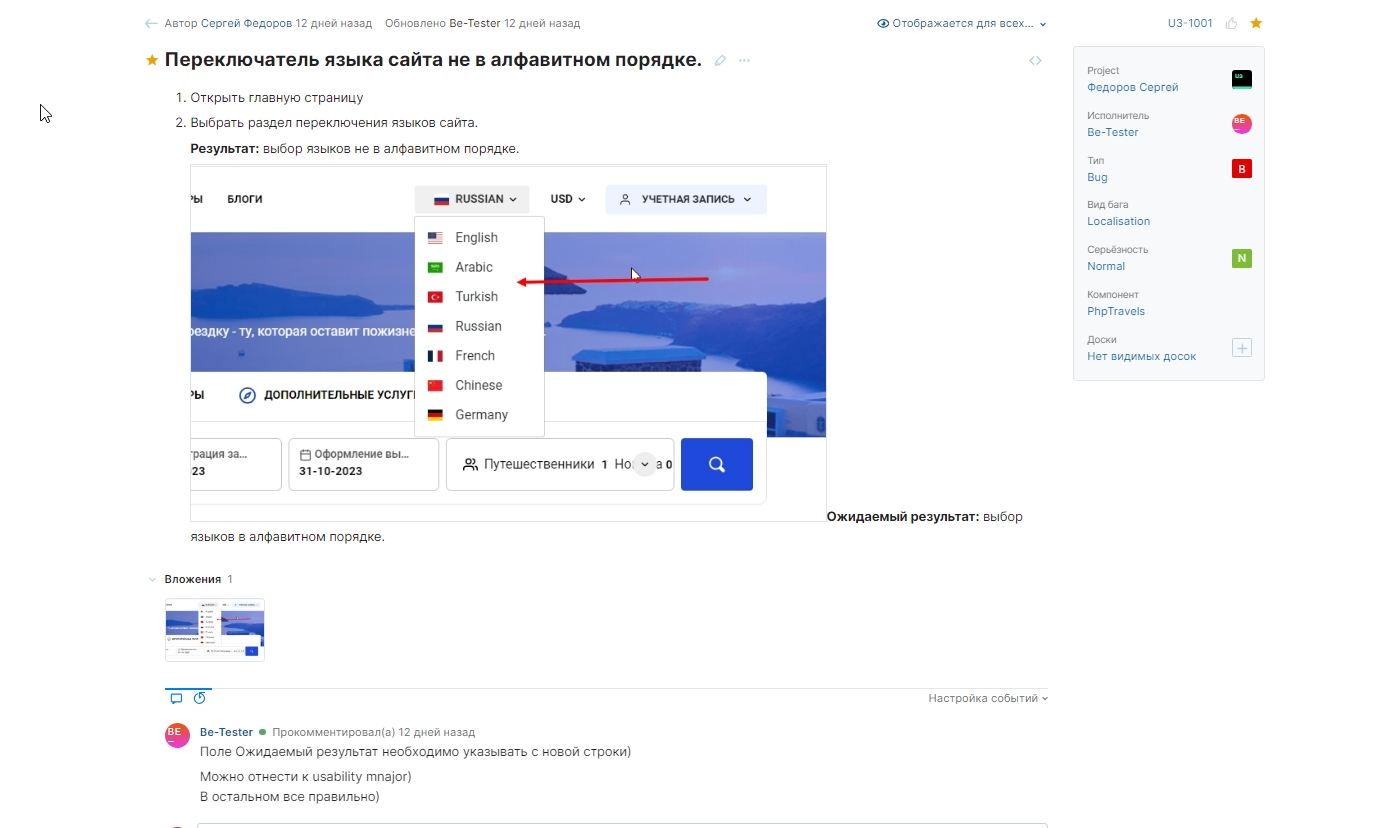 Автор Сергей Федоров 12 дней назад Обновлено Be-Tester 12 дней назад
Отображается для всех...
U3-1001
Переключатель языка сайта не в алфавитном порядке.
1. Открыть главную страницу
2. Выбрать раздел переключения языков сайта.
Результат: выбор языков не в алфавитном порядке.
РЫ БЛОГИ RUSSIAN USD УЧЕТНАЯ ЗАПИСЬ
English
Arabic
Turkish
Russian
French
Chinese
Germany
оездку - ту, которая оставит пожизне
РЫ ДОПОЛНИТЕЛЬНЫЕ УСЛУГ
трация за...
23
Оформление вы...
31-10-2023
Путешественники 1 Но а 0
Ожидаемый результат: выбор
языков в алфавитном порядке.
Вложения 1
Настройка событий
BE
Be-Tester Прокомментировал(а) 12 дней назад
Поле Ожидаемый результат необходимо указывать с новой строки)
Можно отнести к usability mnajor)
В остальном все правильно)
Project
Федоров Сергей
U3
Исполнитель
Be-Tester
BE
Тип
Bug
B
Вид бага
Localisation
Серьёзность
Normal
N
Компонент
PhpTravels
Доски
Нет видимых досок